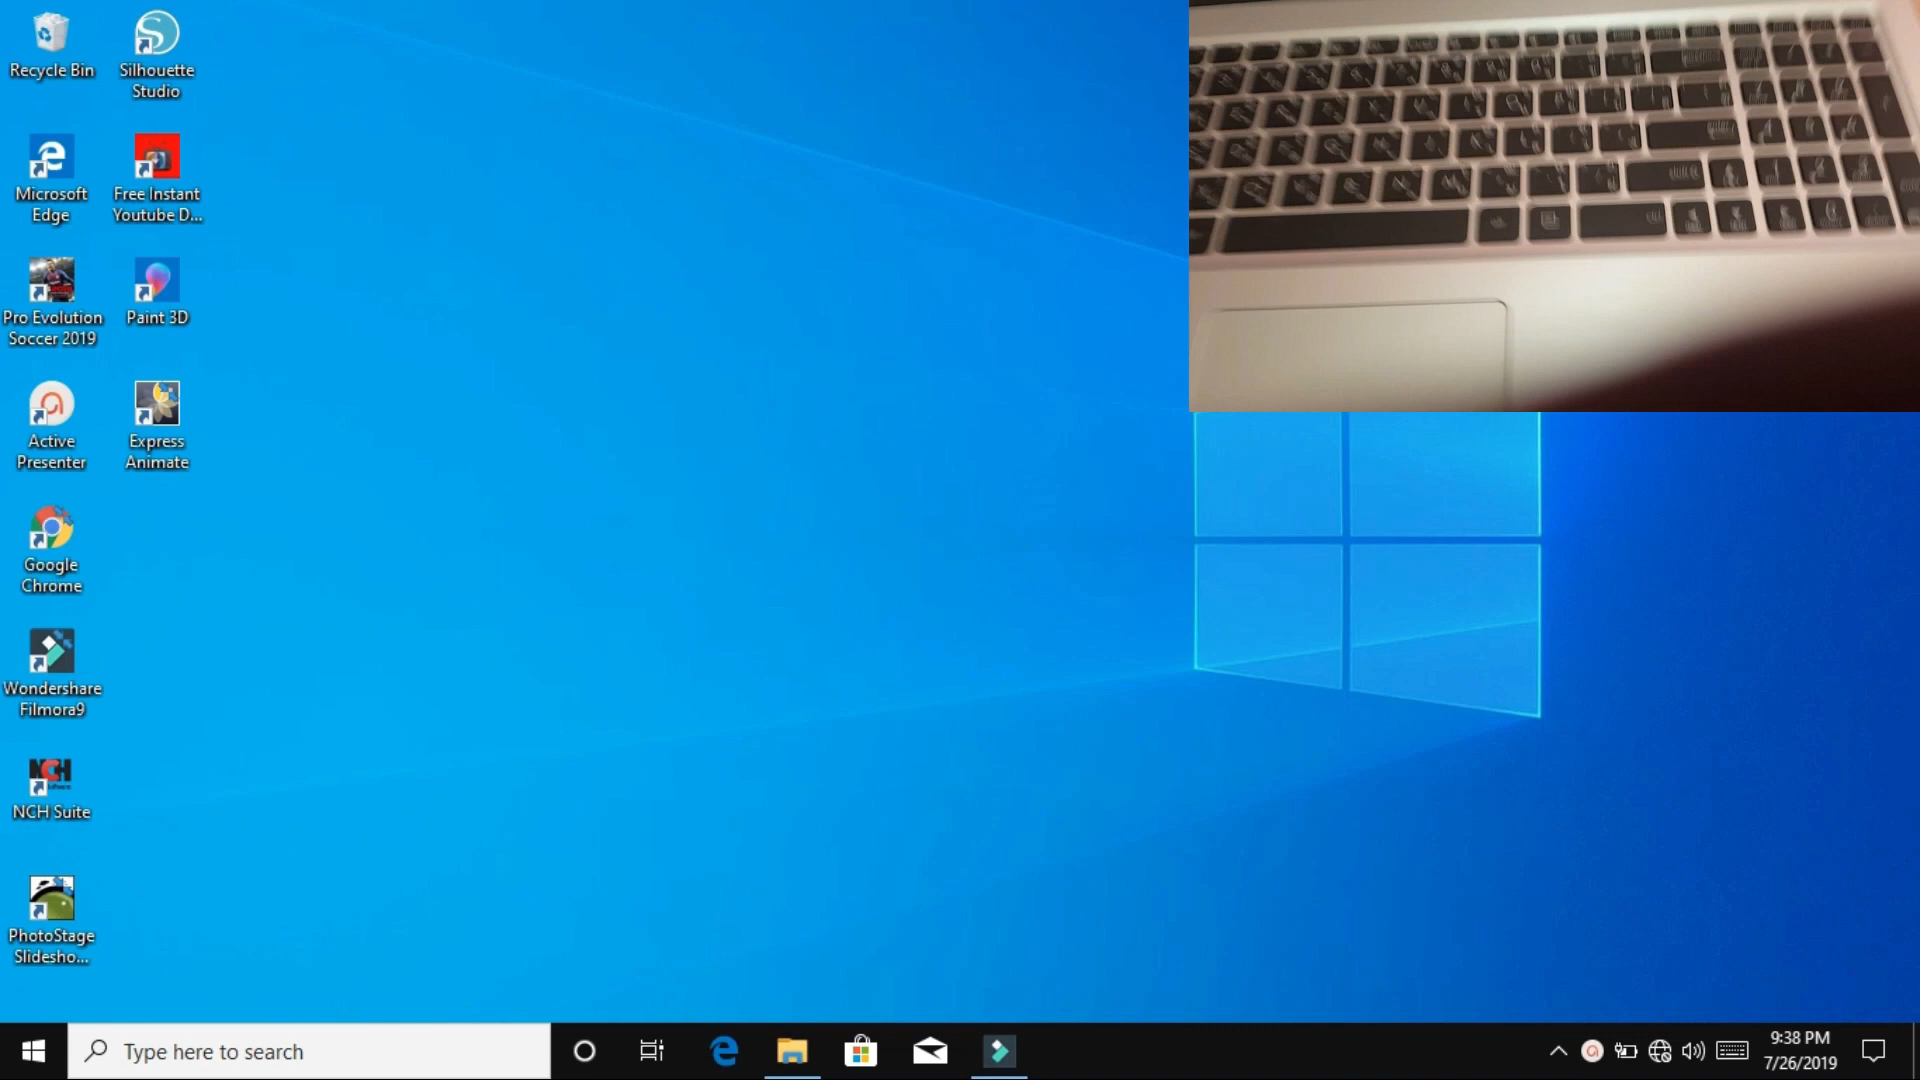 Recycle Bin
Silhouette
Studio
Microsoft
Edge
Free Instant
Youtube D...
Pro Evolution
Soccer 2019
Paint 3D
Active
Presenter
Express
Animate
Google
Chrome
Wondershare
Filmora9
NCH
NCH Suite
PhotoStage
Slidesho...
Type here to search
9:38 PM
7/26/2019